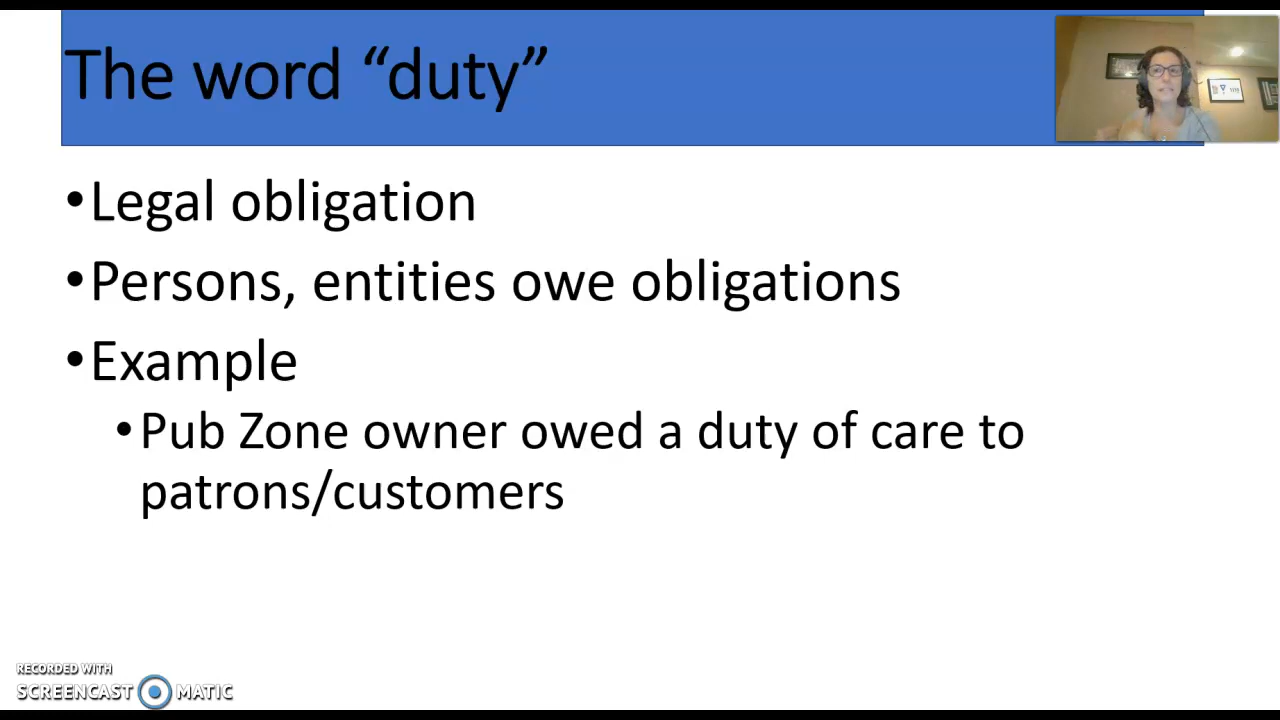 The word “duty”
•Legal obligation
•Persons, entities owe obligations
•Example
•Pub Zone owner owed a duty of care to
patrons/customers
RECORDED WITH
SCREENCAST MATIC